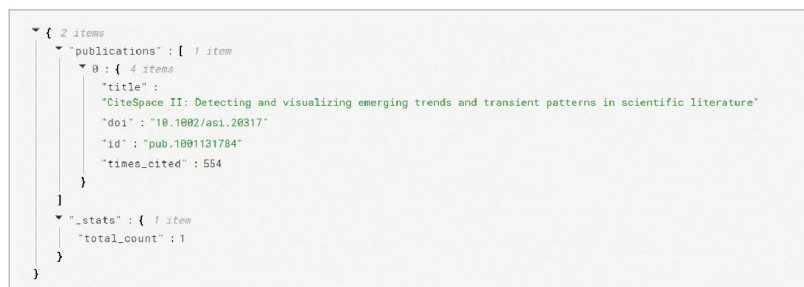 { 2 items
"publications" : [ 1 item
0 : { 4 items
"title" :
"CiteSpace II: Detecting and visualizing emerging trends and transient patterns in scientific literature"
"doi" : "10.1002/asi.20317"
"id" : "pub.1001131784"
"times_cited" : 554
}
]
"_stats" : { 1 item
"total_count" : 1
}
}